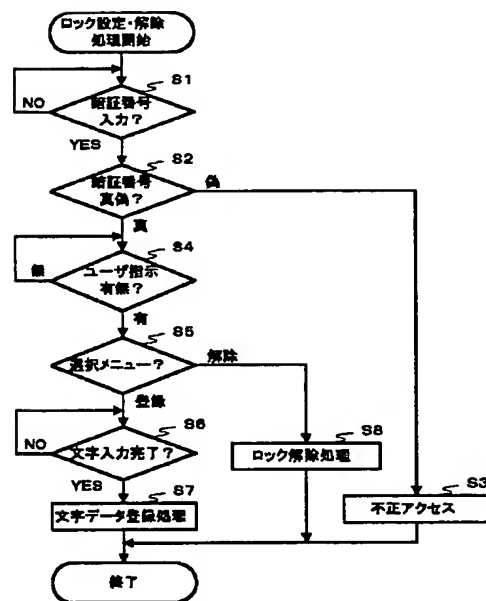 ロック設定・解除
処理開始
S1
暗証番号
入力？
NO
YES
S2
暗証番号
真偽？
偽
真
S4
ユーザ指示
有無？
無
有
S5
選択メニュー？
解除
登録
S6
文字入力完了？
NO
YES
S8
ロック解除処理
S7
文字データ登録処理
S3
不正アクセス
終了